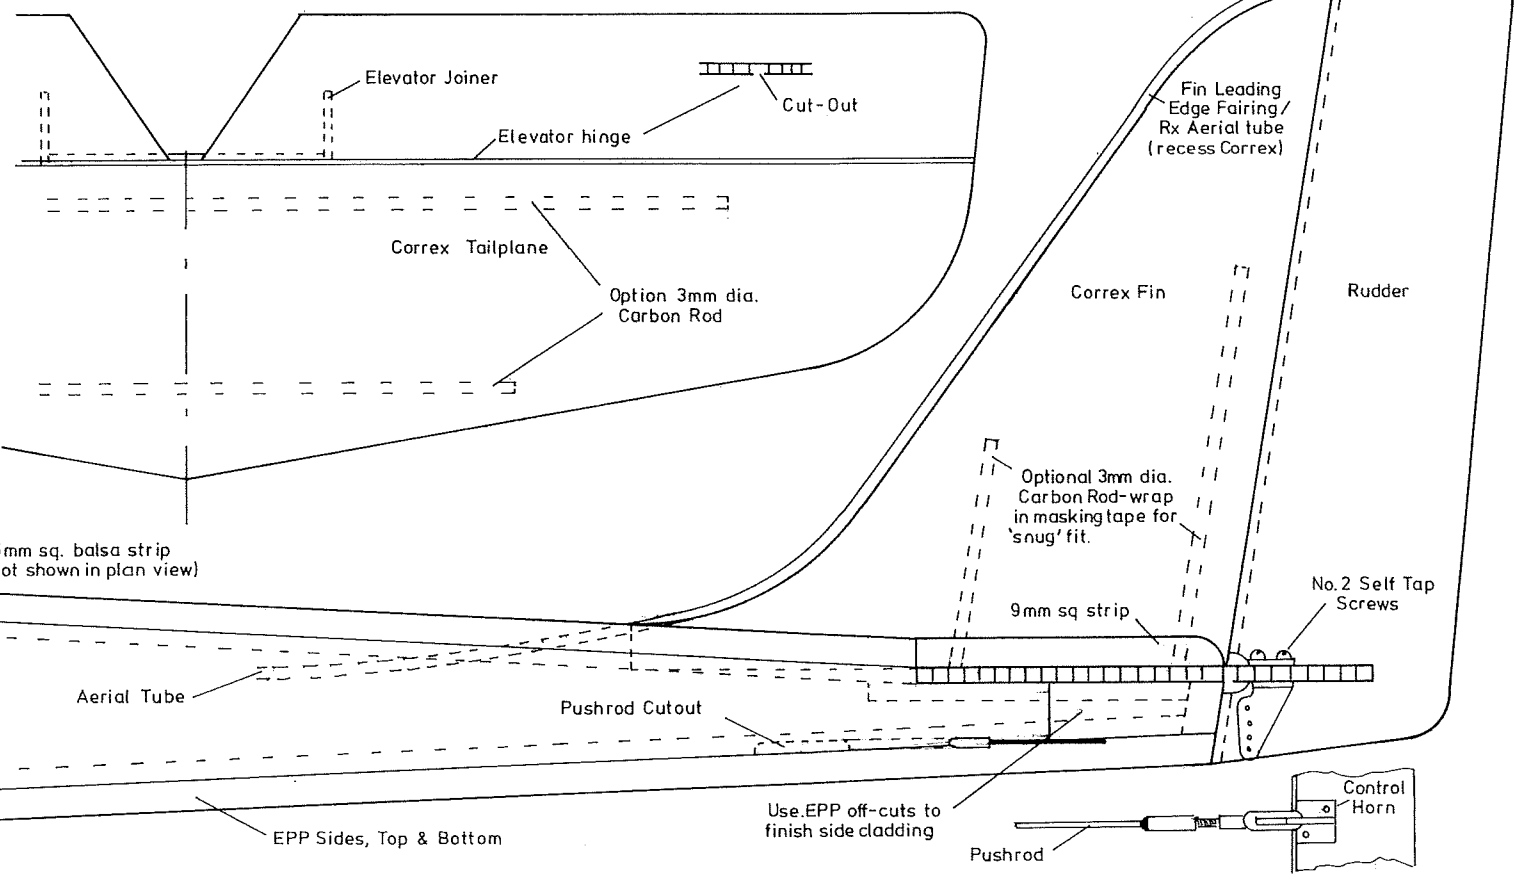 Elevator Joiner
Cut-Out
Elevator hinge
Fin Leading
Edge Fairing/
Rx Aerial tube
(recess Correx)
Correx Tailplane
Option 3mm dia.
Carbon Rod
Correx Fin
Rudder
Optional 3mm dia.
Carbon Rod-wrap
in masking tape for
'snug' fit.
mm sq. balsa strip
ot shown in plan view)
No.2 Self Tap
Screws
9mm sq strip
Aerial Tube
Pushrod Cutout
Use.EPP off-cuts to
finish side cladding
EPP Sides, Top & Bottom
Control
Horn
Pushrod